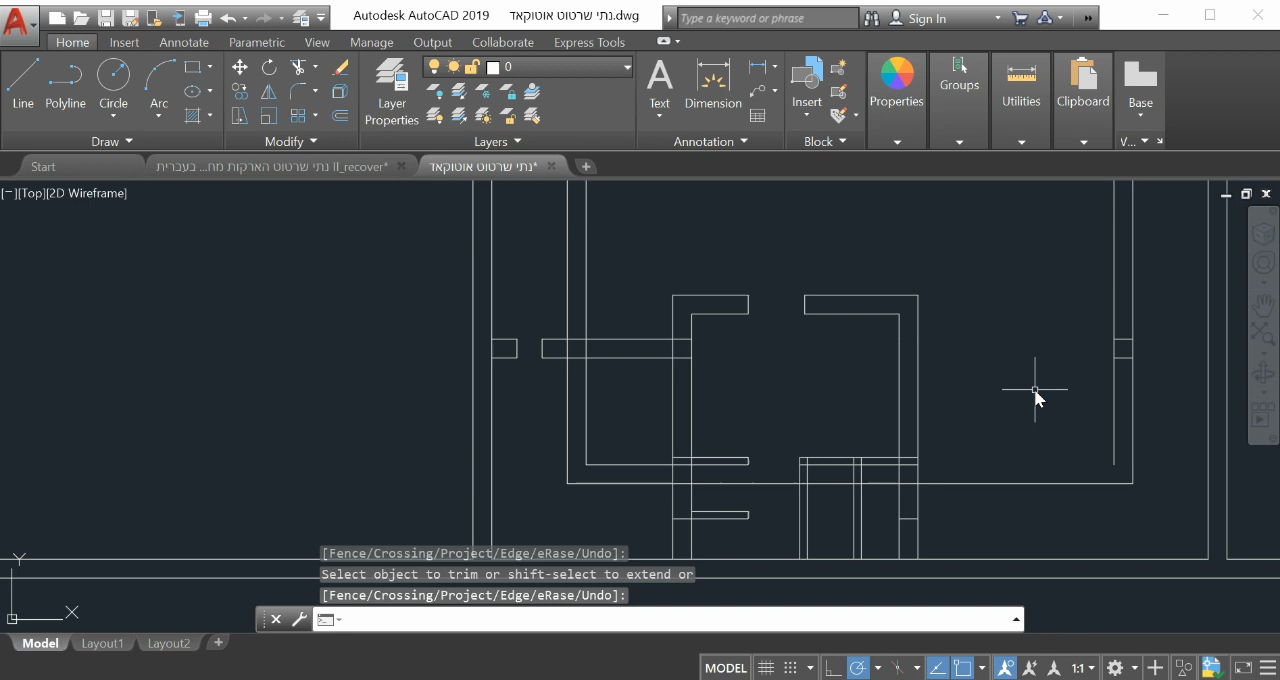 Autodesk AutoCAD 2019 נתי שרטוט אוטוקאד.dwg
Type a keyword or phrase
Sign In
Home Insert Annotate Parametric View Manage Output Collaborate Express Tools
0
Line Polyline Circle Arc
Layer
Properties
Text Dimension
Insert
Properties
Groups
Utilities
Clipboard
Base
Draw Modify Layers Annotation Block V...
Start נתי שרטוט הארקות מח... בעברית II_recover* נתי שרטוט אוטוקאד*
[−][Top][2D Wireframe]
Y
X
[Fence/Crossing/Project/Edge/eRase/Undo]:
Select object to trim or shift-select to extend or
[Fence/Crossing/Project/Edge/eRase/Undo]:
Model Layout1 Layout2
MODEL 1:1